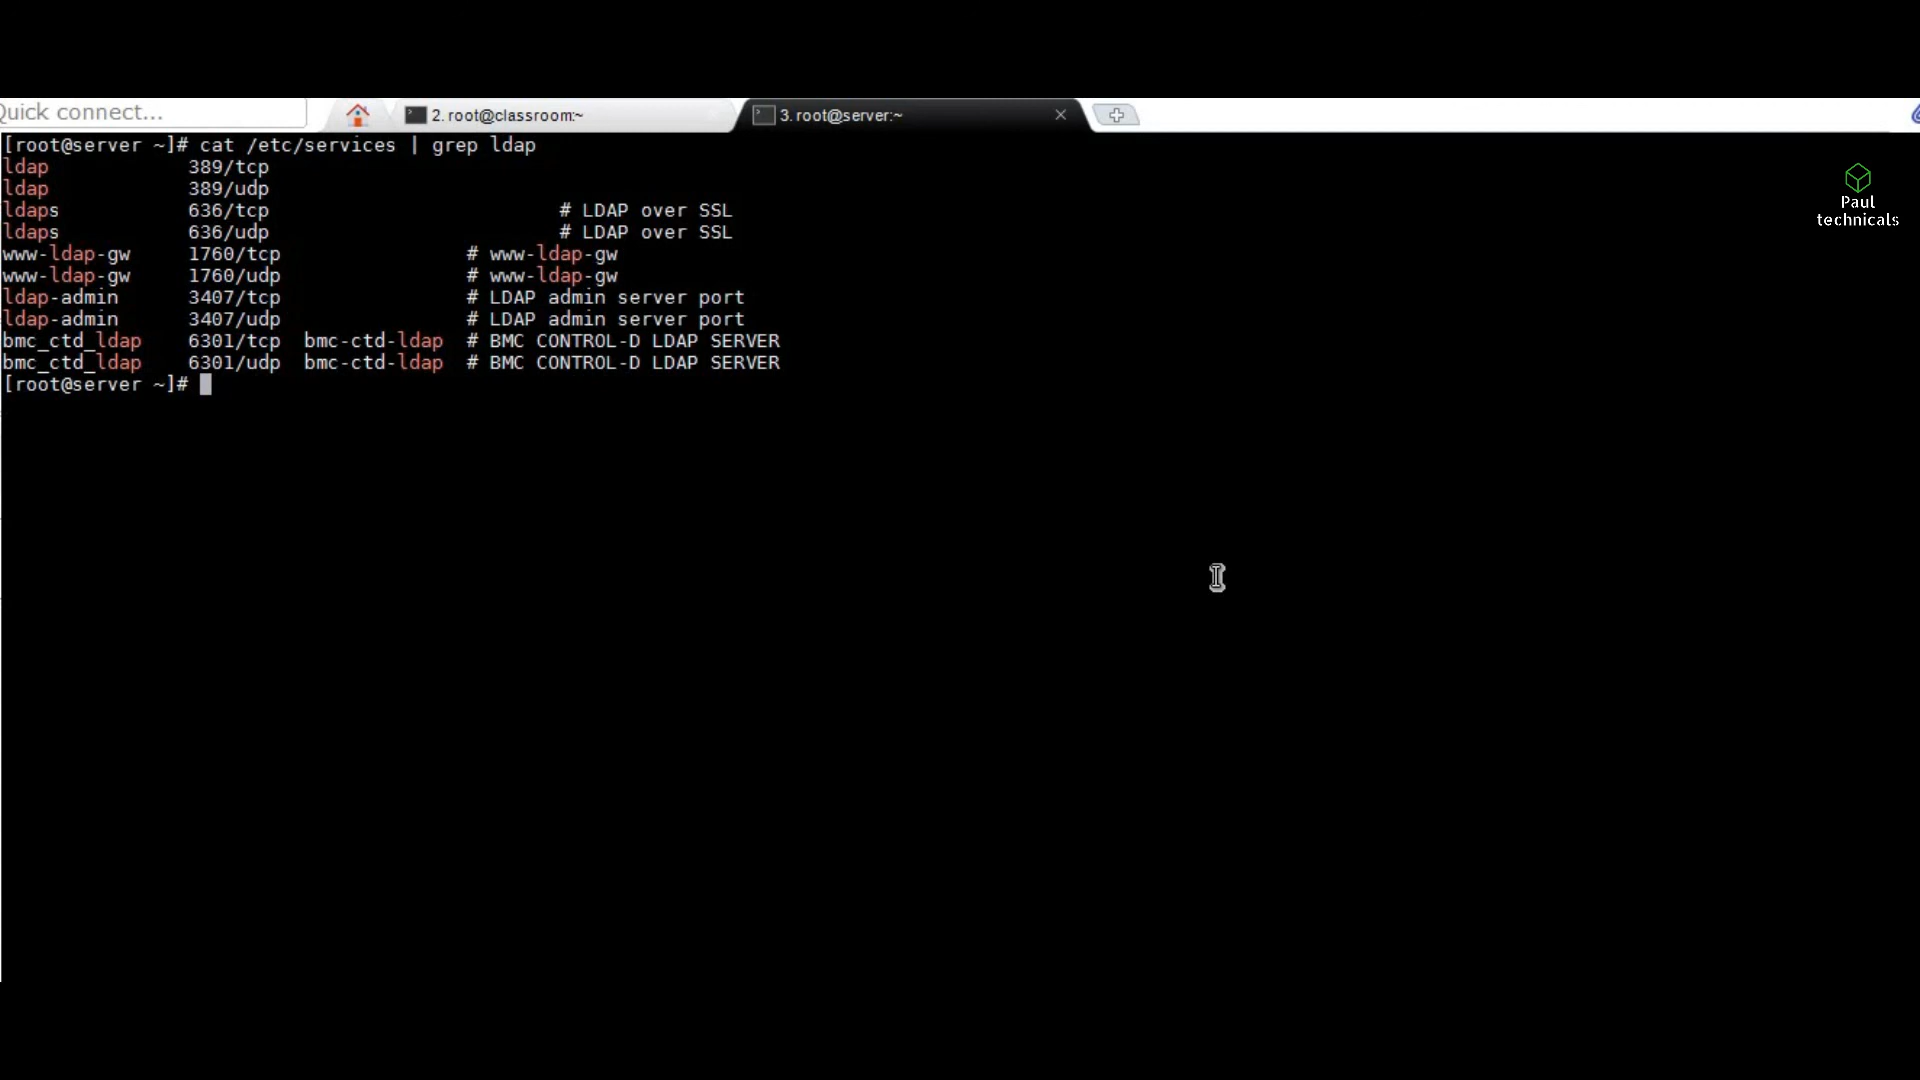 Quick connect...
2. root@classroom:~
3. root@server:~
[root@server ~]# cat /etc/services | grep ldap
ldap            389/tcp
ldap            389/udp
ldaps           636/tcp                         # LDAP over SSL
ldaps           636/udp                         # LDAP over SSL
www-ldap-gw     1760/tcp                # www-ldap-gw
www-ldap-gw     1760/udp                # www-ldap-gw
ldap-admin      3407/tcp                # LDAP admin server port
ldap-admin      3407/udp                # LDAP admin server port
bmc_ctd_ldap    6301/tcp  bmc-ctd-ldap  # BMC CONTROL-D LDAP SERVER
bmc_ctd_ldap    6301/udp  bmc-ctd-ldap  # BMC CONTROL-D LDAP SERVER
[root@server ~]#
Paul
technicals